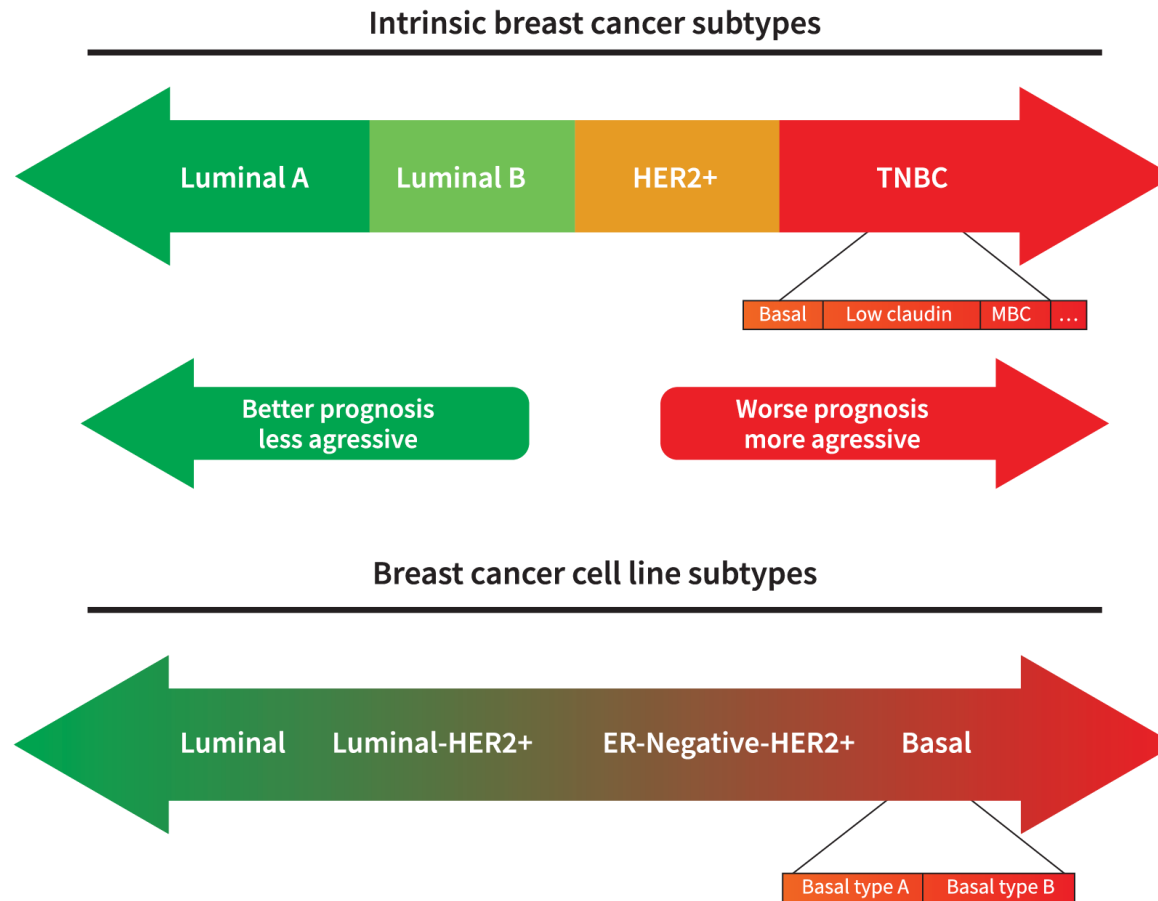 Intrinsic breast cancer subtypes
Luminal A Luminal B HER2+ TNBC
Basal Low claudin MBC ...
Better prognosis
less agressive
Worse prognosis
more agressive
Breast cancer cell line subtypes
Luminal Luminal-HER2+ ER-Negative-HER2+ Basal
Basal type A Basal type B